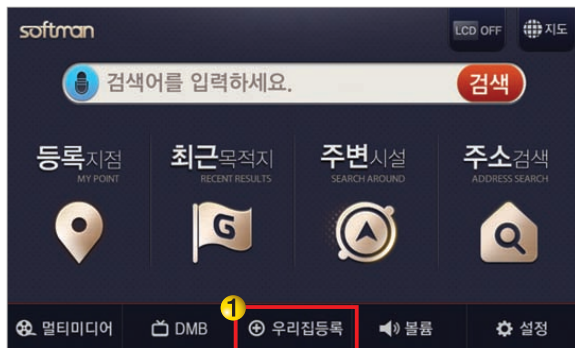 softman
LCD OFF 지도
검색어를 입력하세요. 검색
등록지점 최근목적지 주변시설 주소검색
MY POINT RECENT RESULTS SEARCH AROUND ADDRESS SEARCH
G
1
멀티미디어 DMB 우리집등록 볼륨 설정